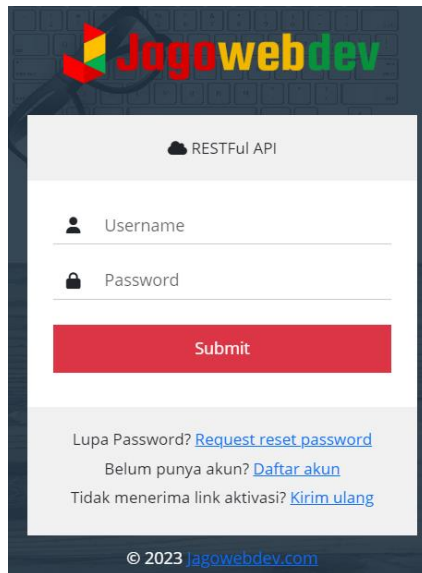 Jagowebdev
RESTFul API
Username
Password
Submit
Lupa Password? Request reset password
Belum punya akun? Daftar akun
Tidak menerima link aktivasi? Kirim ulang
© 2023 Jagowebdev.com